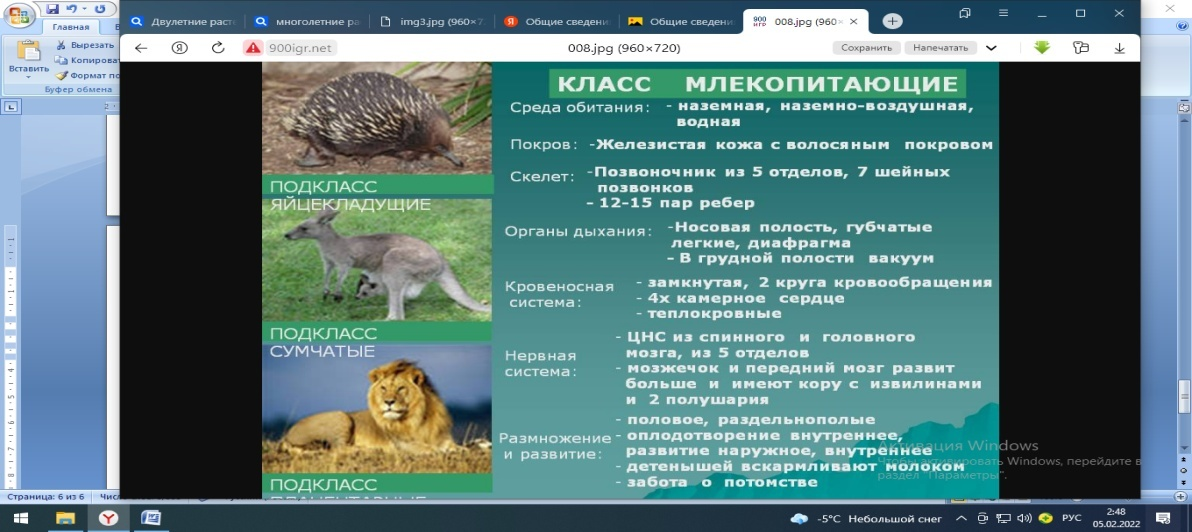 Двулетние раст
многолетние ра
img3.jpg (960×7
Общие сведени
Общие сведени
008.jpg (960×
Главная
Вырезать
Копироват
Формат по
Вставить
Буфер обмена
900igr.net
008.jpg (960×720)
Сохранить
Напечатать
КЛАСС МЛЕКОПИТАЮЩИЕ
Среда обитания: - наземная, наземно-воздушная,
водная
Покров: -Железистая кожа с волосяным покровом
Скелет: -Позвоночник из 5 отделов, 7 шейных
позвонков
- 12-15 пар ребер
Органы дыхания: -Носовая полость, губчатые
легкие, диафрагма
- В грудной полости вакуум
Кровеносная система:
- замкнутая, 2 круга кровообращения
- 4х камерное сердце
- теплокровные
Нервная система:
- ЦНС из спинного и головного
мозга, из 5 отделов
- мозжечок и передний мозг развит
больше и имеют кору с извилинами
и 2 полушария
Размножение и развитие:
- половое, раздельнополые
- оплодотворение внутреннее,
развитие наружное, внутреннее
- детенышей вскармливают молоком
- забота о потомстве
ПОДКЛАСС
ЯЙЦЕКЛАДУЩИЕ
ПОДКЛАСС
СУМЧАТЫЕ
ПОДКЛАСС
Активация Windows
Чтобы активировать Windows, перейдите в
раздел "Параметры".
Страница: 6 из 6
-5°C Небольшой снег
РУС
2:48
05.02.2022